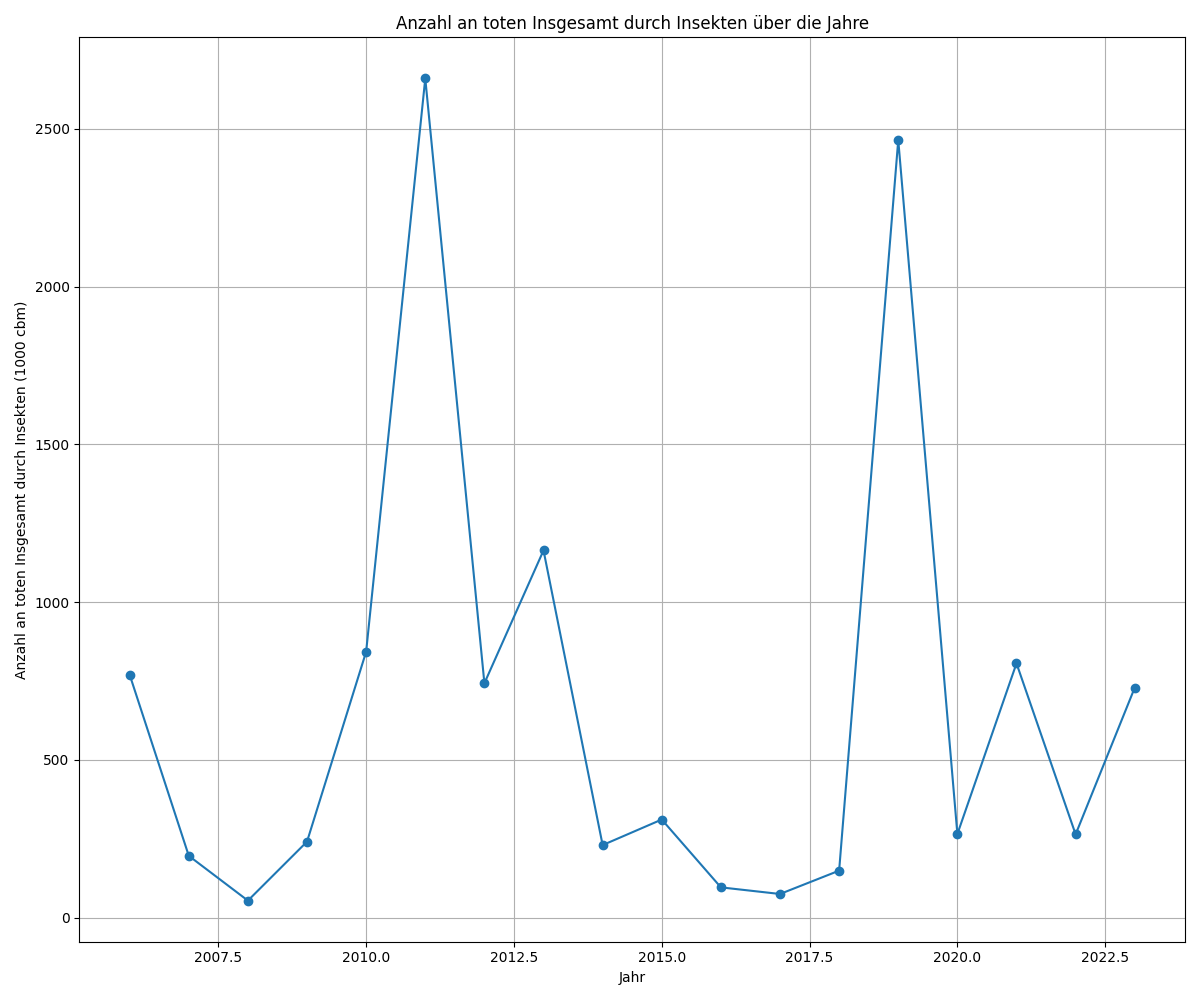 Anzahl an toten Insgesamt durch Insekten über die Jahre
Anzahl an toten Insgesamt durch Insekten (1000 cbm)
2500
2000
1500
1000
500
0
2007.5 2010.0 2012.5 2015.0 2017.5 2020.0 2022.5
Jahr